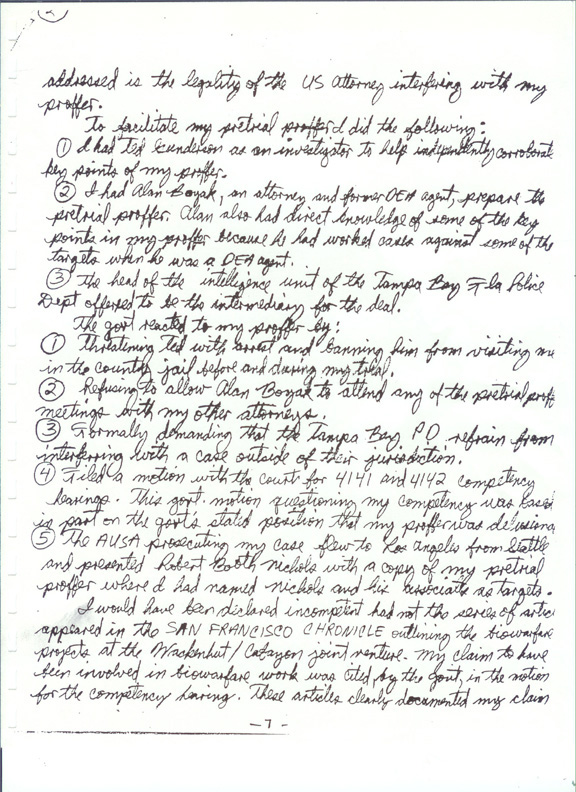 addressed is the legality of the US Attorney interfering with my
proffer.
To facilitate my pretrial proffer I did the following:
① I had Ted Gunderson as an investigator to help independently corroborate
key points of my proffer.
② I had Alan Boyak, an attorney and former DEA agent, prepare the
pretrial proffer. Alan also had direct knowledge of some of the key
points in my proffer because he had worked cases against some of the
targets when he was a DEA agent.
③ The head of the intelligence unit of the Tampa Bay Fla Police
Dept offered to be the intermediary for the deal.
The govt reacted to my proffer by:
① Threatening Ted with arrest and banning him from visiting me
in the county jail before and during my trial.
② Refusing to allow Alan Boyak to attend any of the pretrial proff
meetings with my other attorneys.
③ Formally demanding that the Tampa Bay PD refrain from
interfering with a case outside of their jurisdiction.
④ Filed a motion with the court for 4141 and 4142 competency
hearings. This govt. motion questioning my competency was based
in part on the govts stated position that my proffer was delusiona
⑤ The AUSA prosecuting my case flew to Los Angeles from Seattle
and presented Robert Booth Nichols with a copy of my pretrial
proffer where I had named Nichols and his associate as targets.
I would have been declared incompetent had not the series of artic
appeared in the SAN FRANCISCO CHRONICLE outlining the biowarfare
projects at the Wackenhut/Cabazon joint venture. My claim to have
been involved in biowarfare work was cited by the govt. in the motion
for the competency hearing. These articles clearly documented my claim
- 7 -